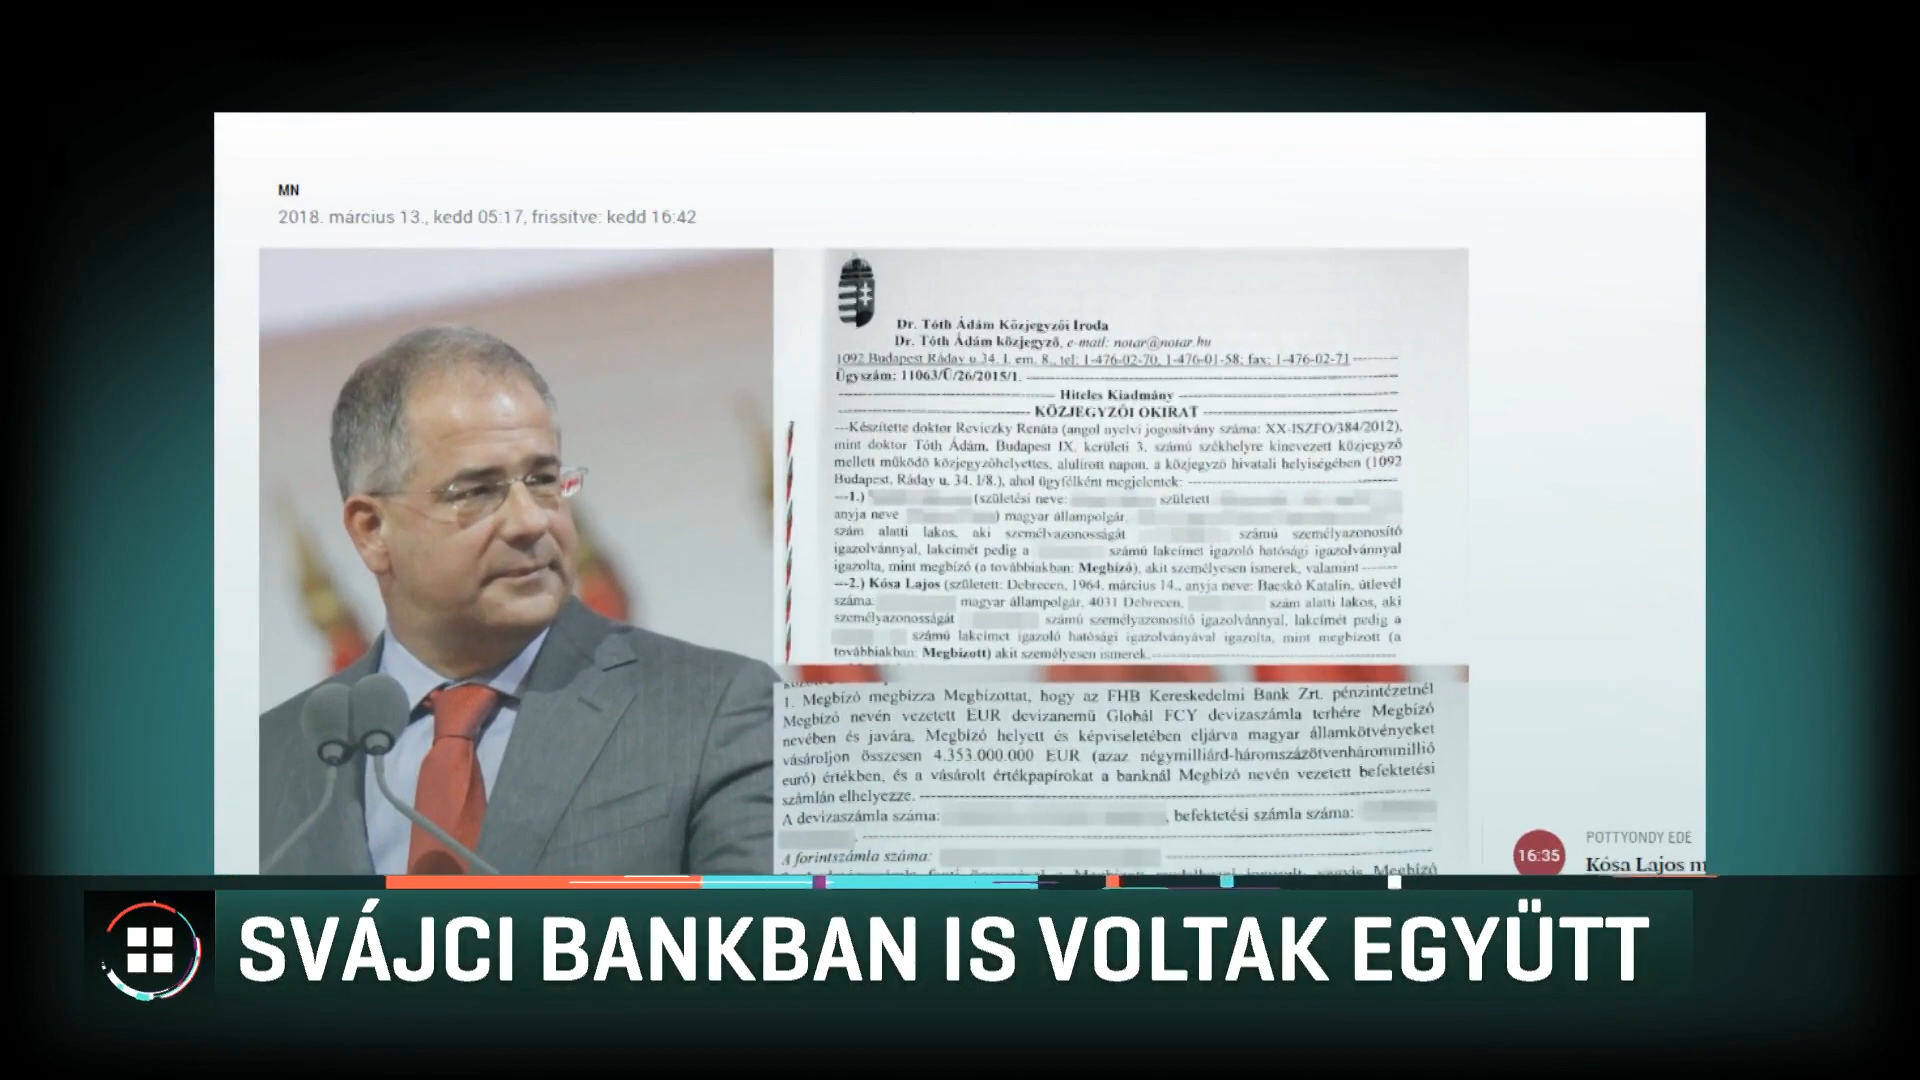 MN
2018. március 13., kedd 05:17, frissítve: kedd 16:42
Dr. Tóth Ádám Közjegyzői Iroda
Dr. Tóth Ádám közjegyző, e-mail: notar@notar.hu
1092 Budapest Ráday u 34. I. em. 8., tel: 1-476-02-70, 1-476-01-58; fax: 1-476-02-71
Ügyszám: 11063/Ü/26/2015/1.
Hiteles Kiadmány
KÖZJEGYZŐI OKIRAT
---Készítette doktor Reviczky Renáta (angol nyelvi jogosítvány száma: XX-ISZFO/384/2012),
mint doktor Tóth Ádám, Budapest IX. kerületi 3. számú székhelyre kinevezett közjegyző
mellett működő közjegyzőhelyettes, alulírott napon, a közjegyző hivatali helyiségében (1092
Budapest, Ráday u. 34. I/8.), ahol ügyfélként megjelentek:
---1.) (születési neve: született
anyja neve ) magyar állampolgár,
szám alatti lakos, aki személyazonosságát számú személyazonosító
igazolvánnyal, lakcímét pedig a számú lakcímet igazoló hatósági igazolvánnyal
igazolta, mint megbízó (a továbbiakban: Megbízó), akit személyesen ismerek, valamint
---2.) Kósa Lajos (született: Debrecen, 1964. március 14., anyja neve: Bacskó Katalin, útlevél
száma: magyar állampolgár, 4031 Debrecen, szám alatti lakos, aki
személyazonosságát számú személyazonosító igazolvánnyal, lakcímét pedig a
számú lakcímet igazoló hatósági igazolványával igazolta, mint megbízott (a
továbbiakban: Megbízott) akit személyesen ismerek.
1. Megbízó megbízza Megbízottat, hogy az FHB Kereskedelmi Bank Zrt. pénzintézetnél
Megbízó nevén vezetett EUR devizanemű Globál FCY devizaszámla terhére Megbízó
nevében és javára, Megbízó helyett és képviseletében eljárva magyar államkötvényeket
vásároljon összesen 4.353.000.000 EUR (azaz négymilliárd-háromszázötvenhárommillió
euró) értékben, és a vásárolt értékpapírokat a banknál Megbízó nevén vezetett befektetési
számlán elhelyezze.
A devizaszámla száma: , befektetési számla száma:
A forintszámla száma:
16:35
POTTYONDY EDE
Kósa Lajos m
SVÁJCI BANKBAN IS VOLTAK EGYÜTT